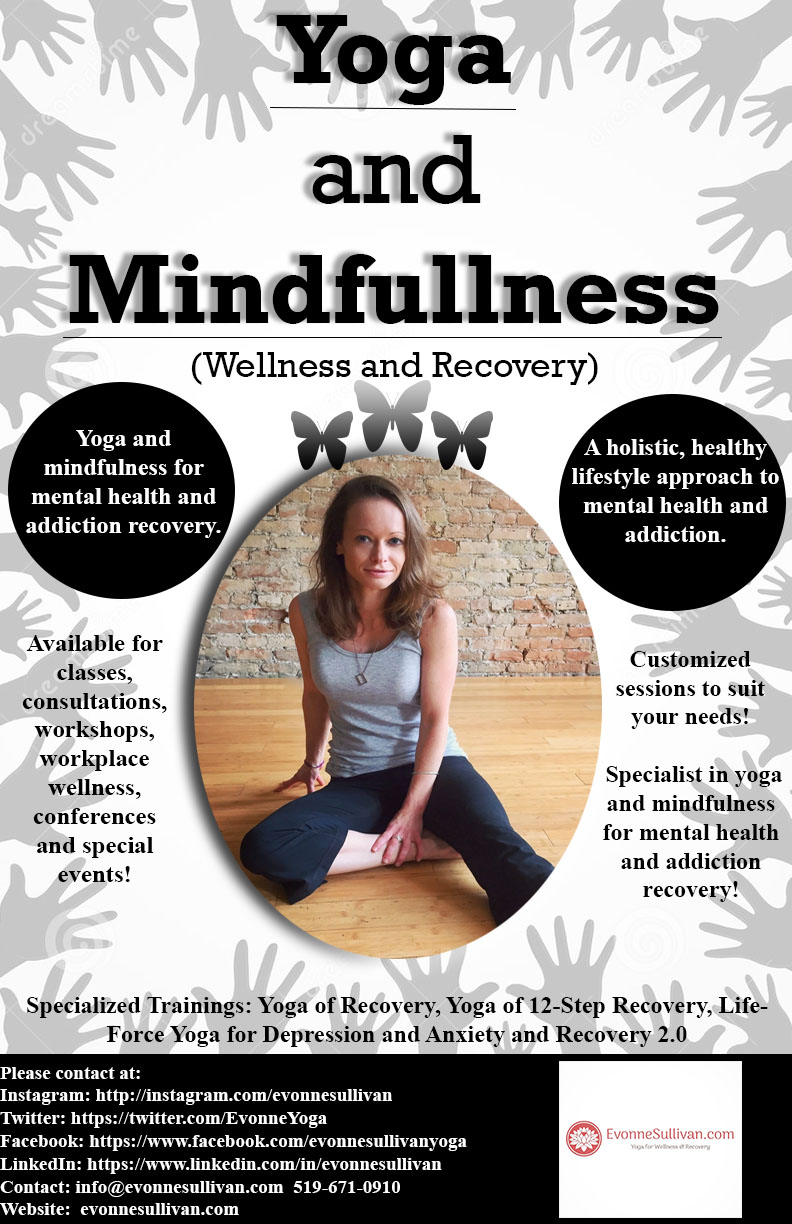 Yoga
and
Mindfullness
(Wellness and Recovery)
Yoga and
mindfulness for
mental health and
addiction recovery.
A holistic, healthy
lifestyle approach to
mental health and
addiction.
Available for
classes,
consultations,
workshops,
workplace
wellness,
conferences
and special
events!
Customized
sessions to suit
your needs!
Specialist in yoga
and mindfulness
for mental health
and addiction
recovery!
Specialized Trainings: Yoga of Recovery, Yoga of 12-Step Recovery, Life-
Force Yoga for Depression and Anxiety and Recovery 2.0
Please contact at:
Instagram: http://instagram.com/evonnesullivan
Twitter: https://twitter.com/EvonneYoga
Facebook: https://www.facebook.com/evonnesullivanyoga
LinkedIn: https://www.linkedin.com/in/evonnesullivan
Contact: info@evonnesullivan.com 519-671-0910
Website: evonnesullivan.com
EvonneSullivan.com
Yoga for Wellness & Recovery